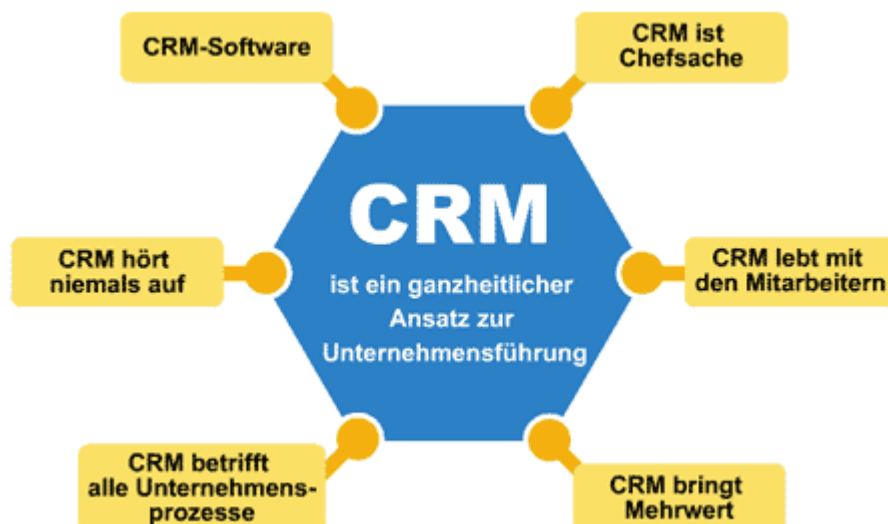 CRM-Software
CRM ist
Chefsache
CRM
ist ein ganzheitlicher
Ansatz zur
Unternehmensführung
CRM hört
niemals auf
CRM lebt mit
den Mitarbeitern
CRM betrifft
alle Unternehmens-
prozesse
CRM bringt
Mehrwert